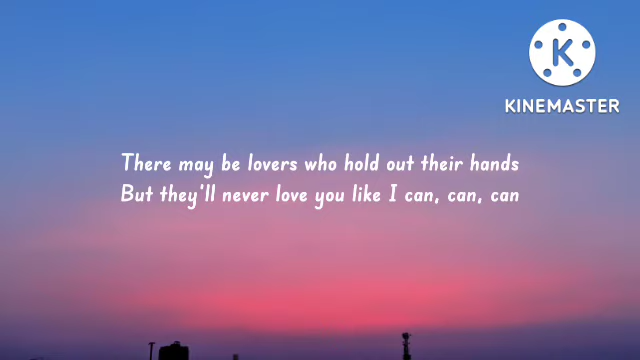 KINEMASTER
There may be lovers who hold out their hands
But they'll never love you like I can, can, can